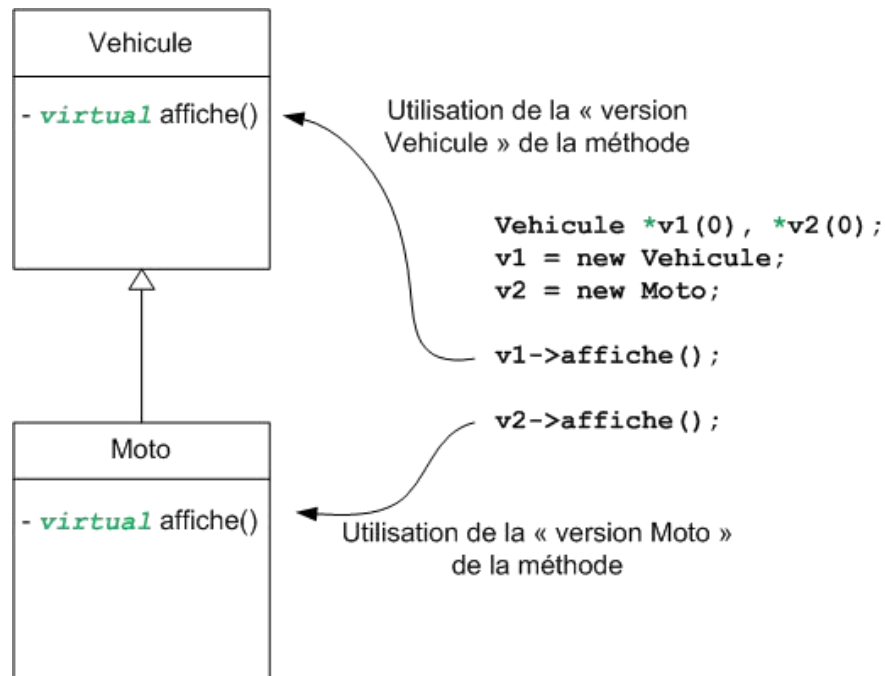 Vehicule
- virtual affiche()
Utilisation de la « version
Vehicule » de la méthode
Vehicule *v1(0), *v2(0);
v1 = new Vehicule;
v2 = new Moto;
v1->affiche();
v2->affiche();
Moto
- virtual affiche()
Utilisation de la « version Moto »
de la méthode